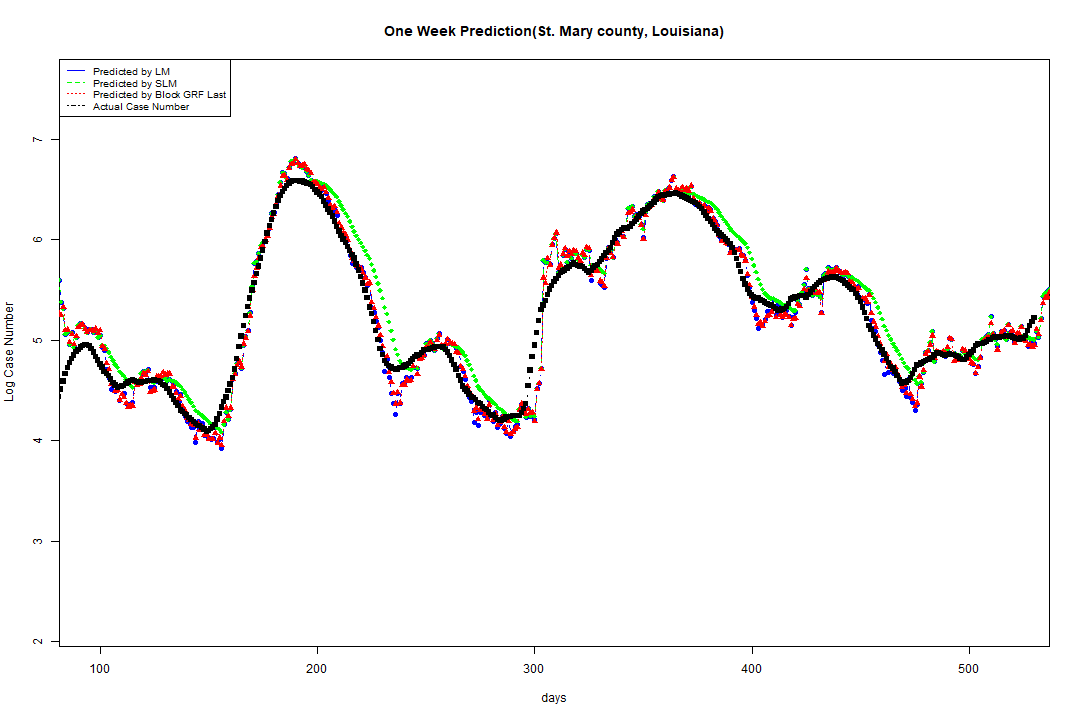 One Week Prediction(St. Mary county, Louisiana)
Predicted by LM
Predicted by SLM
Predicted by Block GRF Last
Actual Case Number
7
6
5
4
3
2
Log Case Number
100 200 300 400 500
days